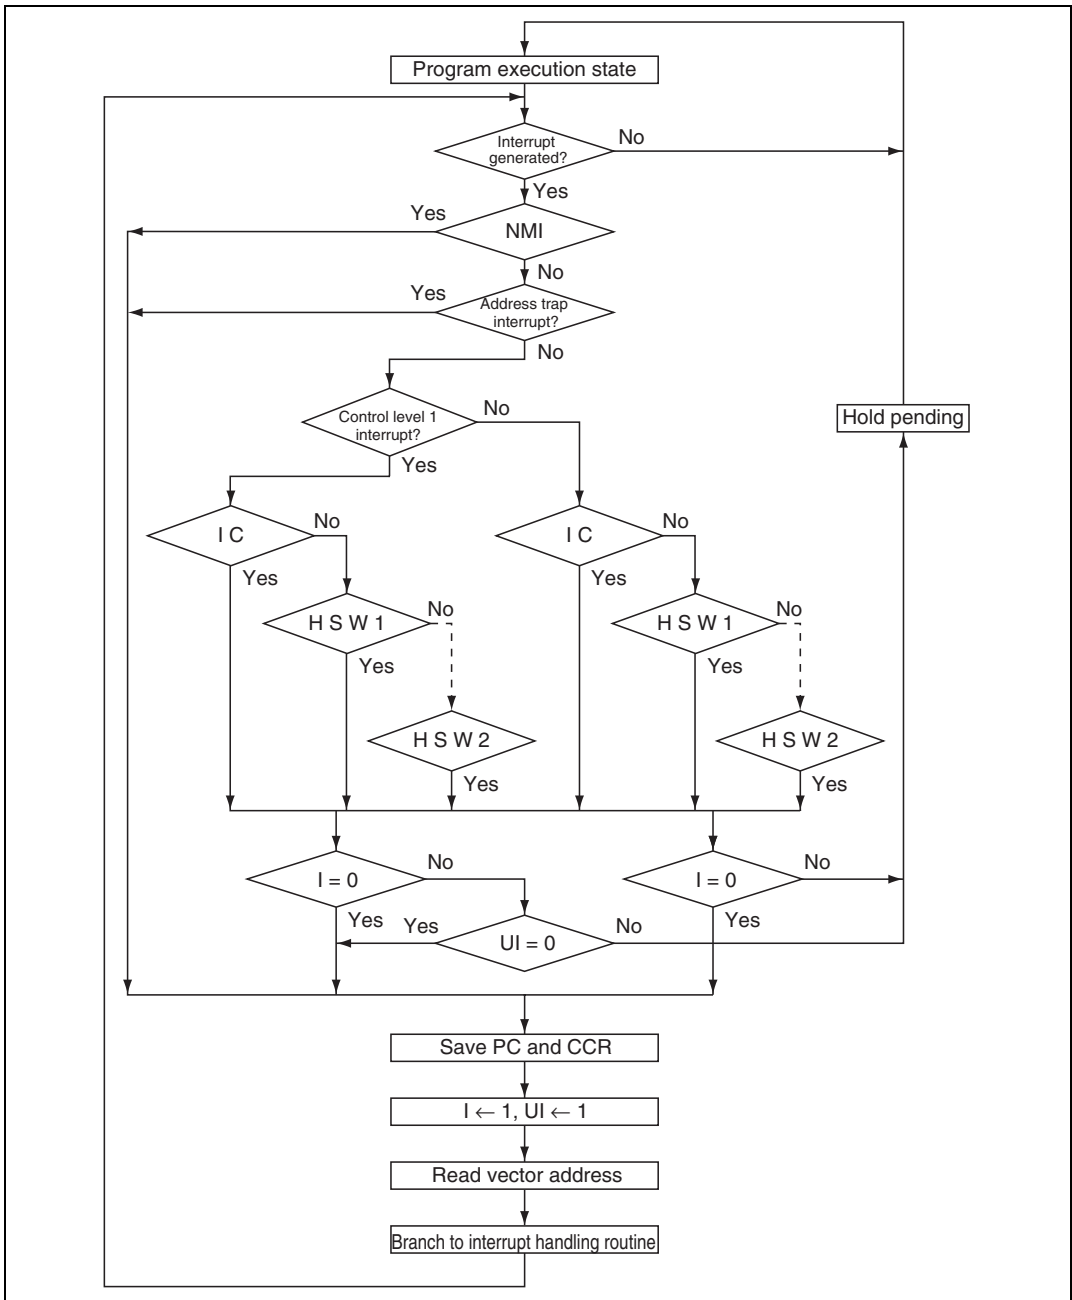 Program execution state
Interrupt
generated?
No
Yes
Yes
NMI
No
Yes
Address trap
interrupt?
No
Control level 1
interrupt?
No
Yes
Hold pending
I C
No
Yes
I C
No
Yes
H S W 1
No
Yes
H S W 1
No
Yes
H S W 2
Yes
H S W 2
Yes
I = 0
No
Yes
I = 0
No
Yes
Yes
UI = 0
No
Save PC and CCR
I ← 1, UI ← 1
Read vector address
Branch to interrupt handling routine